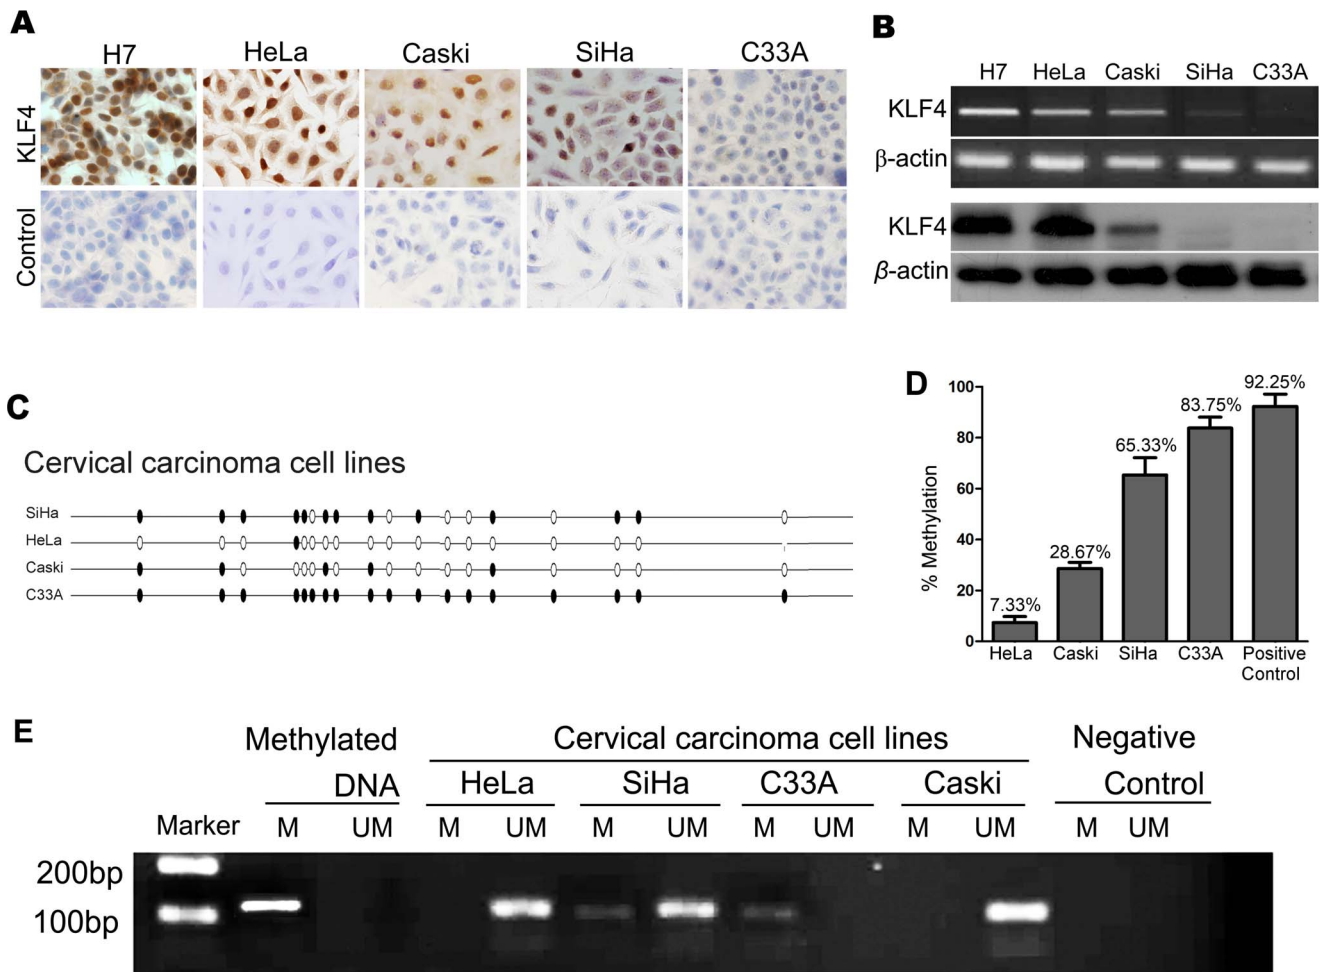 A
H7 HeLa Caski SiHa C33A
KLF4
Control
B
H7 HeLa Caski SiHa C33A
KLF4
β-actin
KLF4
β-actin
C
Cervical carcinoma cell lines
SiHa
HeLa
Caski
C33A
D
% Methylation
100
80
60
40
20
0
7.33%
28.67%
65.33%
83.75%
92.25%
HeLa Caski SiHa C33A Positive
Control
E
Methylated Cervical carcinoma cell lines Negative
DNA HeLa SiHa C33A Caski Control
Marker M UM M UM M UM M UM M UM M UM
200bp
100bp